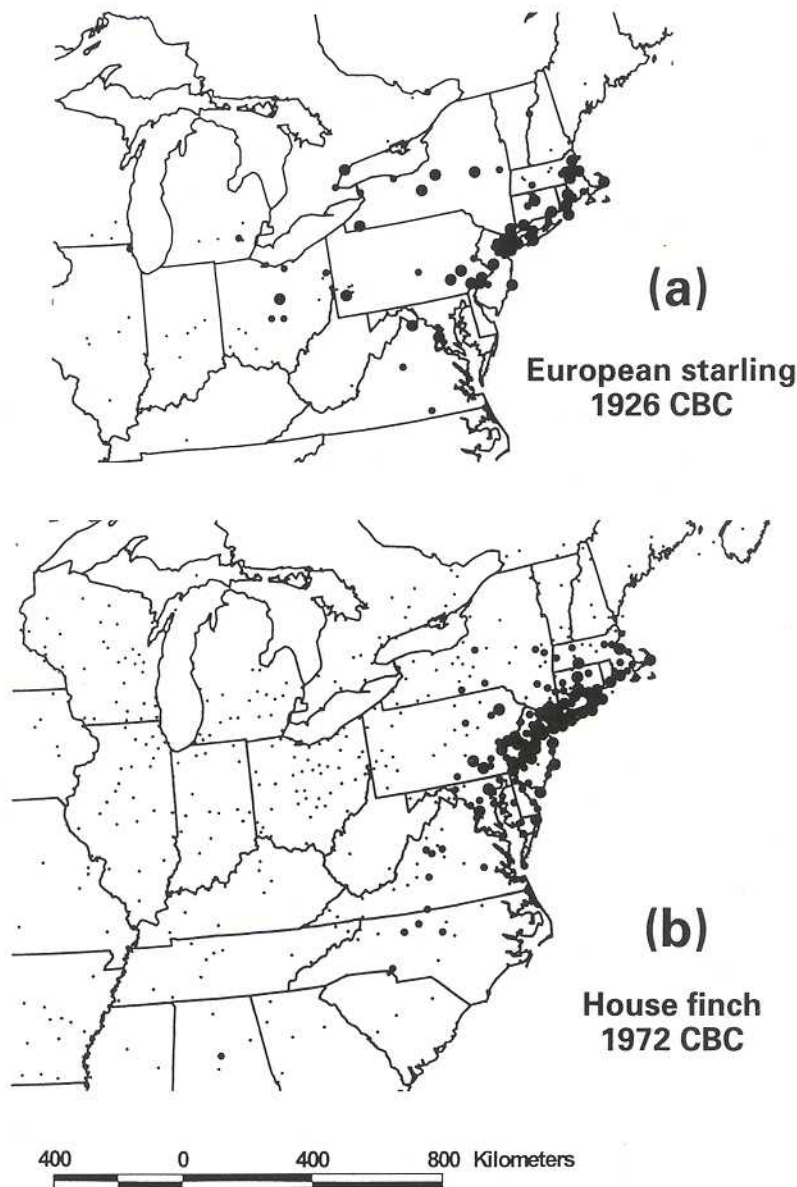 (a)
European starling
1926 CBC
(b)
House finch
1972 CBC
400 0 400 800 Kilometers